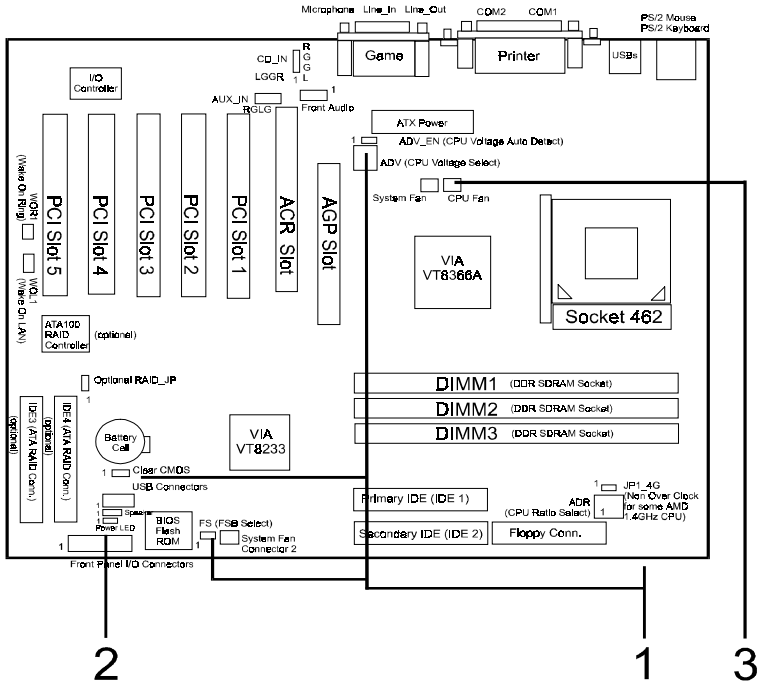 Microphone Line_In Line_Out
COM2 COM1
PS/2 Mouse
PS/2 Keyboard
Game
Printer
USBs
I/O
Controller
CD_IN
R
G
G
L
LGGR 1
AUX_IN
RGLG
Front Audio
1
ATX Power
1
ADV_EN (CPU Voltage Auto Detect)
ADV (CPU Voltage Select)
System Fan
CPU Fan
WOR1
(Wake On Ring)
WOL1
(Wake On LAN)
PCI Slot 5
PCI Slot 4
PCI Slot 3
PCI Slot 2
PCI Slot 1
ACR Slot
AGP Slot
VIA
VT8366A
Socket 462
ATA100
RAID
Controller
(optional)
Optional RAID_JP
1
DIMM1 (DDR SDRAM Socket)
DIMM2 (DDR SDRAM Socket)
DIMM3 (DDR SDRAM Socket)
IDE3 (ATA RAID Conn.)
(optional)
IDE4 (ATA RAID Conn.)
(optional)
Battery
Cell
VIA
VT8233
1
Clear CMOS
USB Connectors
1
1
Speaker
1
Power LED
BIOS
Flash
ROM
FS (FSB Select)
1
System Fan
Connector 2
1
Front Panel I/O Connectors
Primary IDE (IDE 1)
Secondary IDE (IDE 2)
Floppy Conn.
ADR
(CPU Ratio Select)
1
1
JP1_4G
(Non Over Clock
for some AMD
1.4GHz CPU)
2
1
3